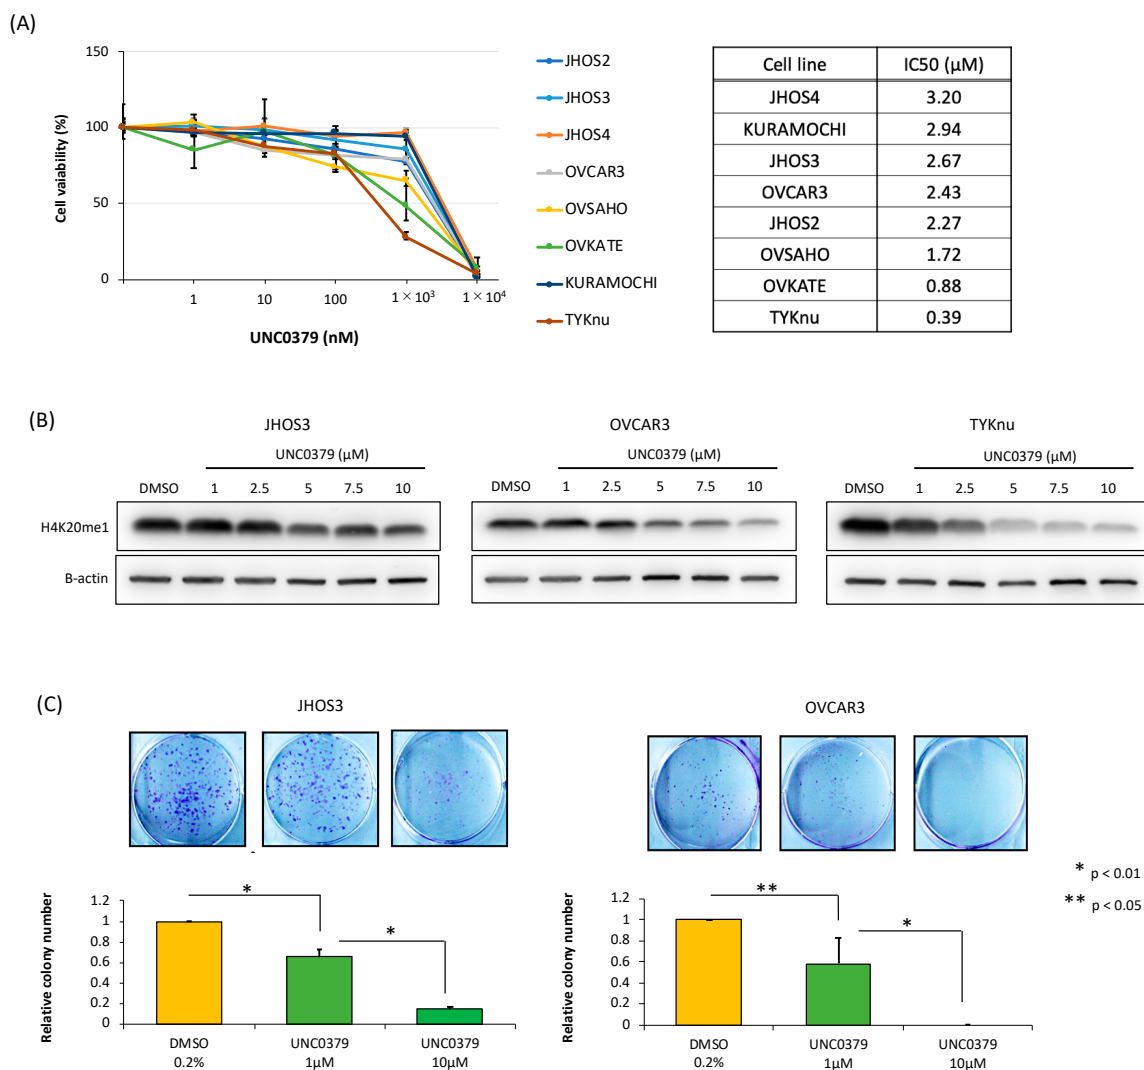 (A)
150
100
50
0
Cell vaiability (%)
1
10
100
1 × 10³
1 × 10⁴
UNC0379 (nM)
JHOS2
JHOS3
JHOS4
OVCAR3
OVSAHO
OVKATE
KURAMOCHI
TYKnu
Cell line IC50 (μM)
JHOS4 3.20
KURAMOCHI 2.94
JHOS3 2.67
OVCAR3 2.43
JHOS2 2.27
OVSAHO 1.72
OVKATE 0.88
TYKnu 0.39
(B)
JHOS3
UNC0379 (μM)
DMSO 1 2.5 5 7.5 10
OVCAR3
UNC0379 (μM)
DMSO 1 2.5 5 7.5 10
TYKnu
UNC0379 (μM)
DMSO 1 2.5 5 7.5 10
H4K20me1
B-actin
(C)
JHOS3
Relative colony number
1.2
1
0.8
0.6
0.4
0.2
0
*
*
DMSO 0.2%
UNC0379 1μM
UNC0379 10μM
OVCAR3
Relative colony number
1.2
1
0.8
0.6
0.4
0.2
0
**
*
DMSO 0.2%
UNC0379 1μM
UNC0379 10μM
* p < 0.01
** p < 0.05